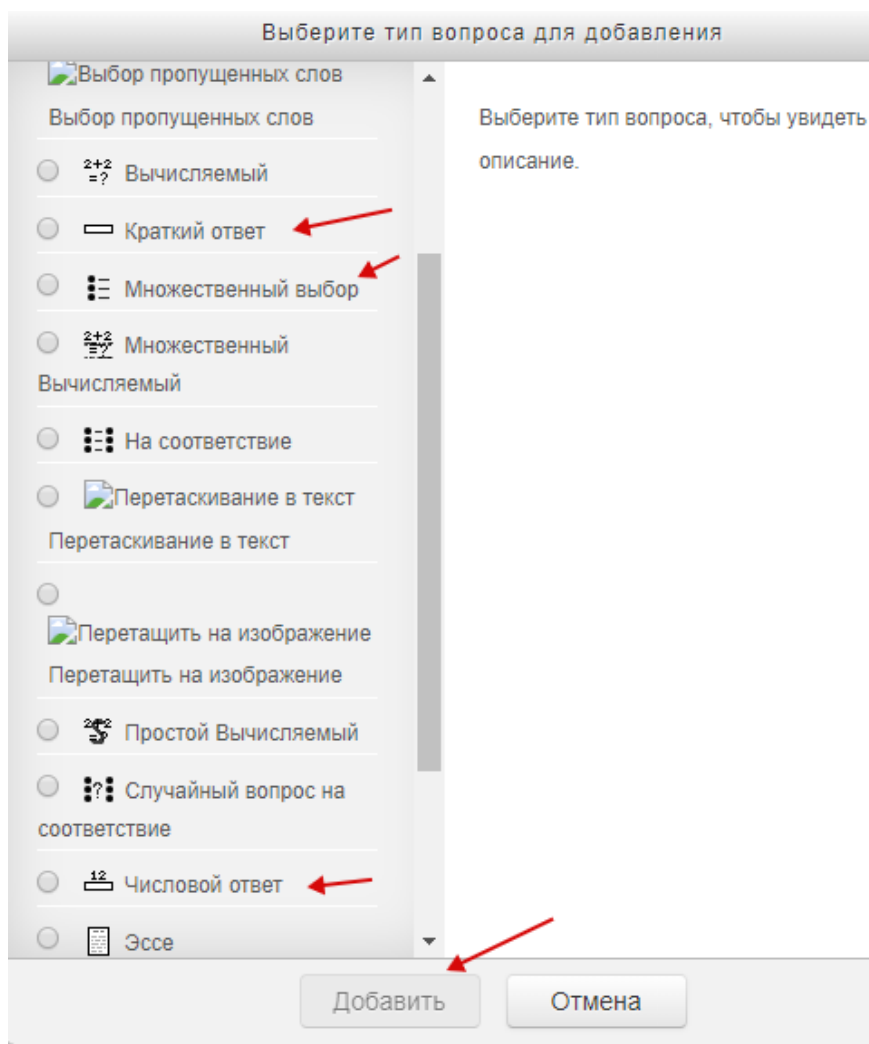 Выберите тип вопроса для добавления
Выбор пропущенных слов
Выбор пропущенных слов
2+2
=? Вычисляемый
Краткий ответ
Множественный выбор
2+2
=? Множественный
Вычисляемый
На соответствие
Перетаскивание в текст
Перетаскивание в текст
Перетащить на изображение
Перетащить на изображение
Простой Вычисляемый
? Случайный вопрос на
соответствие
12 Числовой ответ
Эссе
Выберите тип вопроса, чтобы увидеть
описание.
Добавить Отмена